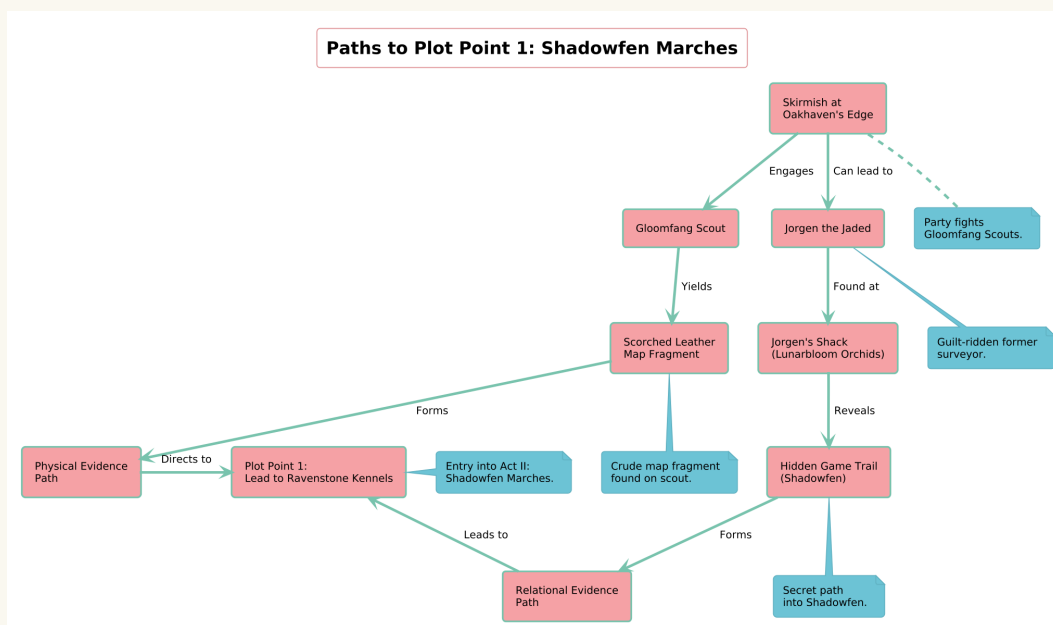 Paths to Plot Point 1: Shadowfen Marches
Skirmish at
Oakhaven's Edge
Engages
Can lead to
Gloomfang Scout
Jorgen the Jaded
Party fights
Gloomfang Scouts.
Yields
Found at
Scorched Leather
Map Fragment
Jorgen's Shack
(Lunarbloom Orchids)
Guilt-ridden former
surveyor.
Forms
Reveals
Physical Evidence
Path
Directs to
Plot Point 1:
Lead to Ravenstone Kennels
Entry into Act II:
Shadowfen Marches.
Crude map fragment
found on scout.
Hidden Game Trail
(Shadowfen)
Leads to
Forms
Relational Evidence
Path
Secret path
into Shadowfen.